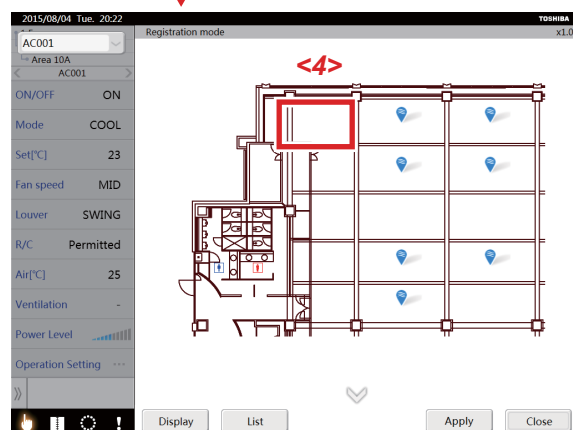 2015/08/04 Tue. 20:22
TOSHIBA
Registration mode
x1.0
AC001
Area 10A
AC001
<4>
ON/OFF ON
Mode COOL
Set[°C] 23
Fan speed MID
Louver SWING
R/C Permitted
Air[°C] 25
Ventilation -
Power Level
Operation Setting ...
Display
List
Apply
Close